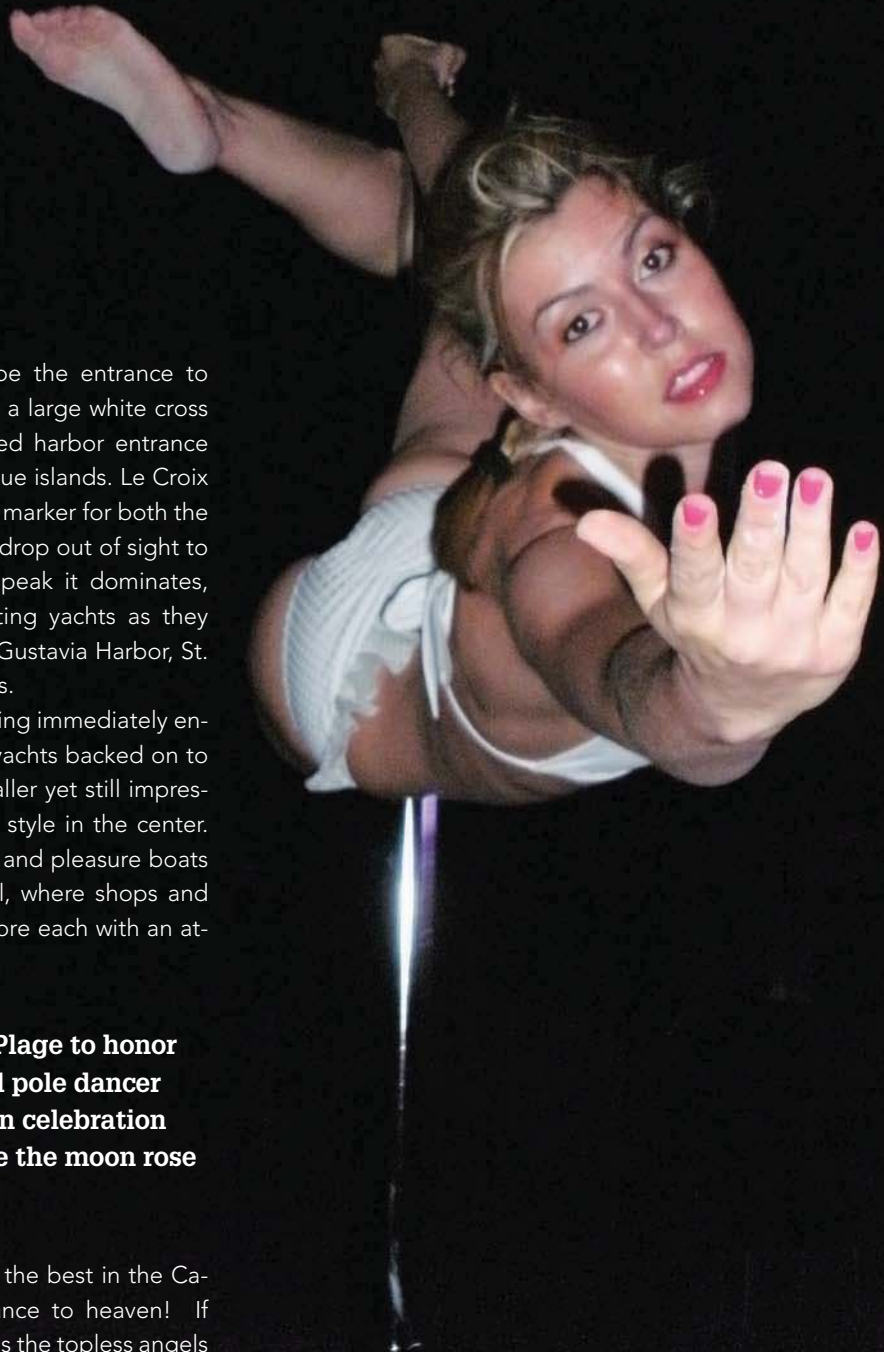 be the entrance to
a large white cross
ed harbor entrance
ue islands. Le Croix
marker for both the
drop out of sight to
peak it dominates,
ting yachts as they
Gustavia Harbor, St.
s.
ing immediately en-
yachts backed on to
aller yet still impres-
style in the center.
and pleasure boats
l, where shops and
ore each with an at-
Plage to honor
l pole dancer
n celebration
e the moon rose
the best in the Ca-
ance to heaven! If
s the topless angels